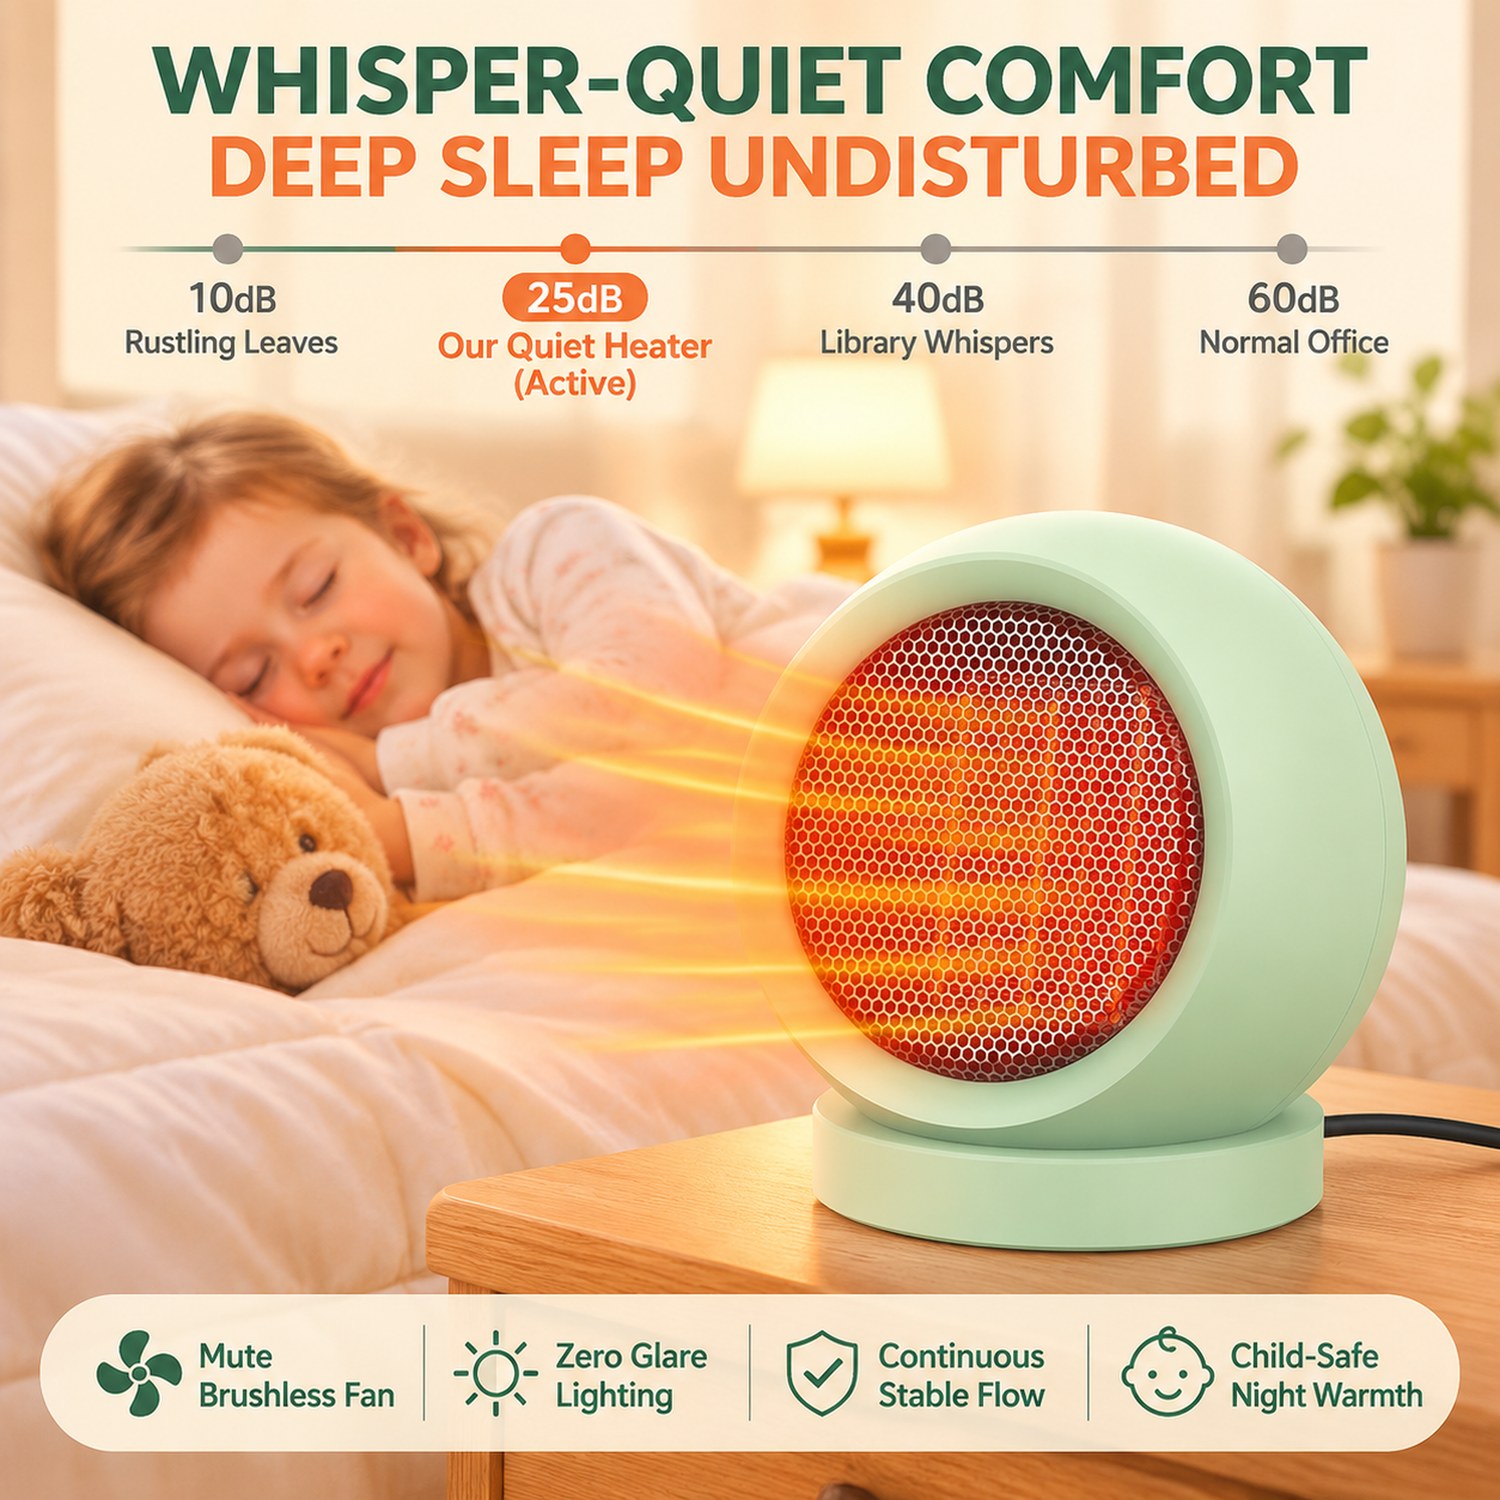 WHISPER-QUIET COMFORT
DEEP SLEEP UNDISTURBED
10dB
Rustling Leaves
25dB
Our Quiet Heater
(Active)
40dB
Library Whispers
60dB
Normal Office
Mute
Brushless Fan
Zero Glare
Lighting
Continuous
Stable Flow
Child-Safe
Night Warmth